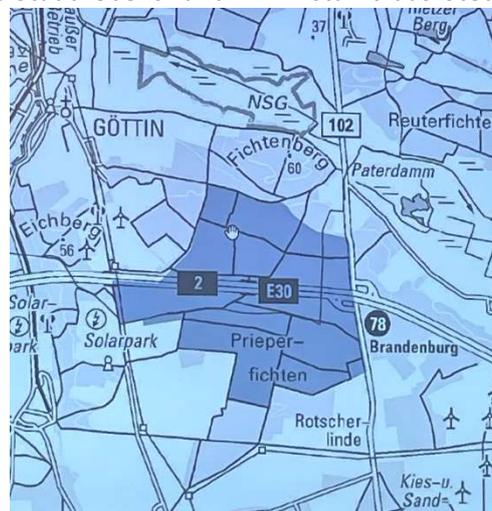 37
Berg
NSG
102
GÖTTIN
Reuterfichte
Fichtenberg
60
Paterdamm
Eichberg
56
2
E30
Solar-
park
Solarpark
78
Prieper-
fichten
Brandenburg
Rotscher-
linde
Kies- u.
Sand-